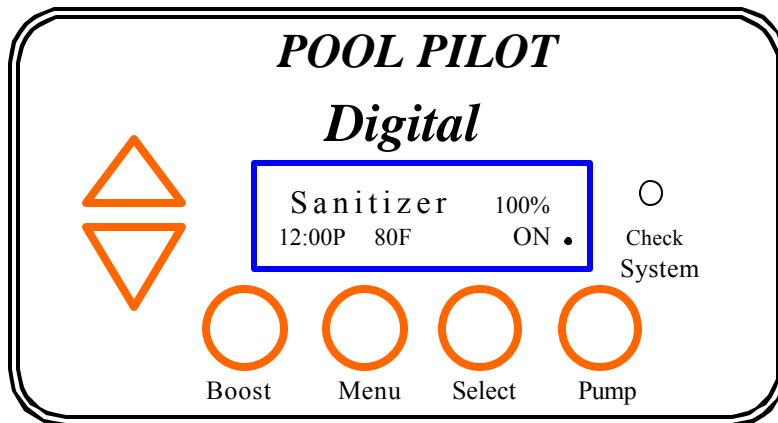 POOL PILOT
Digital
Sanitizer 100%
12:00P 80F ON .
Check
System
Boost Menu Select Pump